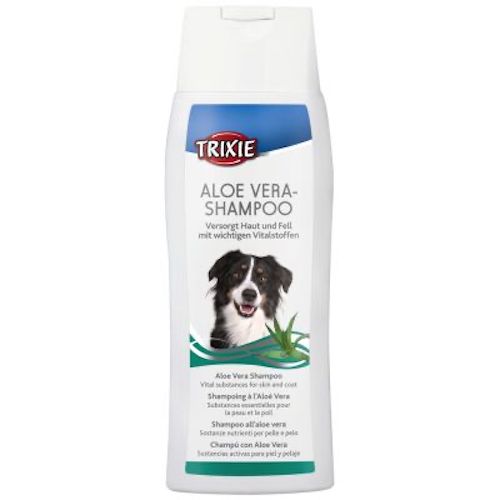 TRIXIE
ALOE VERA-
SHAMPOO
Versorgt Haut und Fell
mit wichtigen Vitalstoffen
Aloe Vera Shampoo
Vital substances for skin and coat
Shampoing à l'Aloé Vera
Substances essentielles pour
la peau et le poil
Shampoo all'aloe vera
Sostanze nutrienti per pelle e pelo
Champú con Aloe Vera
Sustancias activas para piel y pelaje